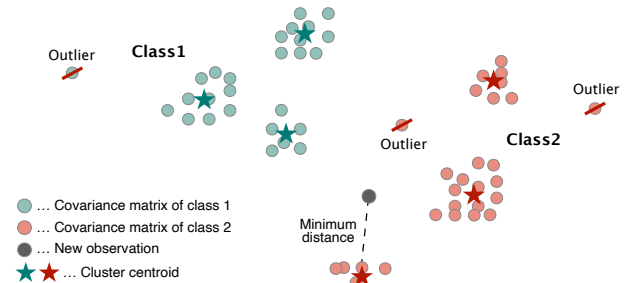 Class1
Outlier
Outlier
Outlier
Class2
Minimum
distance
... Covariance matrix of class 1
... Covariance matrix of class 2
... New observation
... Cluster centroid